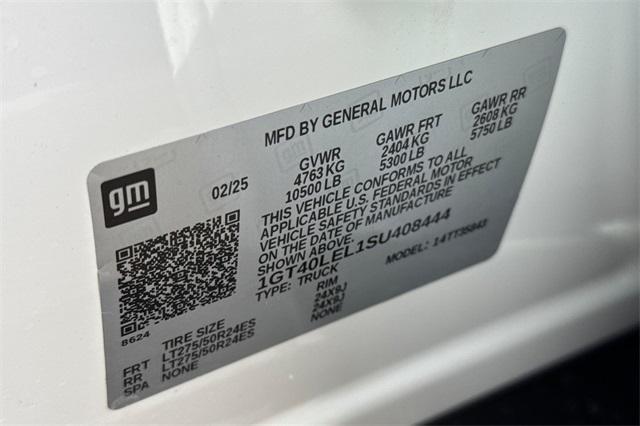 MFD BY GENERAL MOTORS LLC
gm
02/25
GVWR
4763 KG
10500 LB
GAWR FRT
2404 KG
5300 LB
GAWR RR
2608 KG
5750 LB
THIS VEHICLE CONFORMS TO ALL
APPLICABLE U.S. FEDERAL MOTOR
VEHICLE SAFETY STANDARDS IN EFFECT
ON THE DATE OF MANUFACTURE
SHOWN ABOVE.
1GT40LEL1SU408444
TYPE: TRUCK
MODEL: 14TT35843
8624
TIRE SIZE
RIM
FRT LT275/50R24ES 24X9J
RR LT275/50R24ES 24X9J
SPA NONE NONE